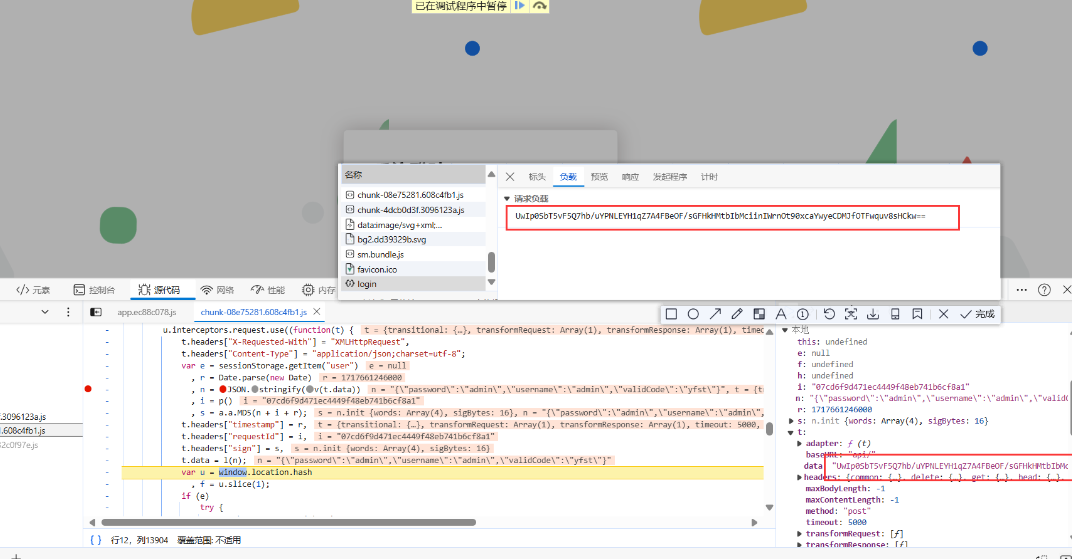 已在调试程序中暂停
名称
chunk-08e75281.608c4fb1.js
chunk-4dcb0d3f.3096123a.js
data:image/svg+xml;...
bg2.dd39329b.svg
sm.bundle.js
favicon.ico
login
标头 负载 预览 响应 发起程序 计时
请求负载
元素 控制台 源代码 网络 性能 内存
app.ec88c078.js chunk-08e75281.608c4fb1.js
完成
.3096123a.js
.608c4fb1.js
u.interceptors.request.use((function(t) { t = {transitional: {…}, transformRequest: Array(1), transformResponse: Array(1),
t.headers["X-Requested-With"] = "XMLHttpRequest",
t.headers["Content-Type"] = "application/json;charset=utf-8";
var e = sessionStorage.getItem("user") e = null
, r = Date.parse(new Date) r = 1717661246000
, n = JSON.stringify(v(t.data)) n = "{\"password\":\"admin\",\"username\":\"admin\",\"validCode\":\"yfst\"}", t = {
, i = p() i = "07cd6f9d471ec4449f48eb741b6cf8a1"
, s = a.a.MD5(n + i + r); s = n.init {words: Array(4), sigBytes: 16}, n = "{\"password\":\"admin\",\"username\":\"admin\",
t.headers["timestamp"] = r, t = {transitional: {…}, transformRequest: Array(1), transformResponse: Array(1), timeout: 5000,
t.headers["requestId"] = i, i = "07cd6f9d471ec4449f48eb741b6cf8a1"
t.headers["sign"] = s, s = n.init {words: Array(4), sigBytes: 16}
t.data = l(n); n = "{\"password\":\"admin\",\"username\":\"admin\",\"validCode\":\"yfst\"}"
var u = window.location.hash
, f = u.slice(1);
if (e)
try {
{ } 行12，列13904 覆盖范围: 不适用
本地
this: undefined
e: null
f: undefined
h: undefined
i: "07cd6f9d471ec4449f48eb741b6cf8a1"
n: "{\"password\":\"admin\",\"username\":\"admin\",\"validCo
r: 1717661246000
s: n.init {words: Array(4), sigBytes: 16}
t:
adapter: ƒ (t)
baseURL: "api/"
data
headers: {common: {…}, delete: {…}, get: {…}, head: {…},
maxBodyLength: -1
maxContentLength: -1
method: "post"
timeout: 5000
transformRequest: [ƒ]
transformResponse: [ƒ]